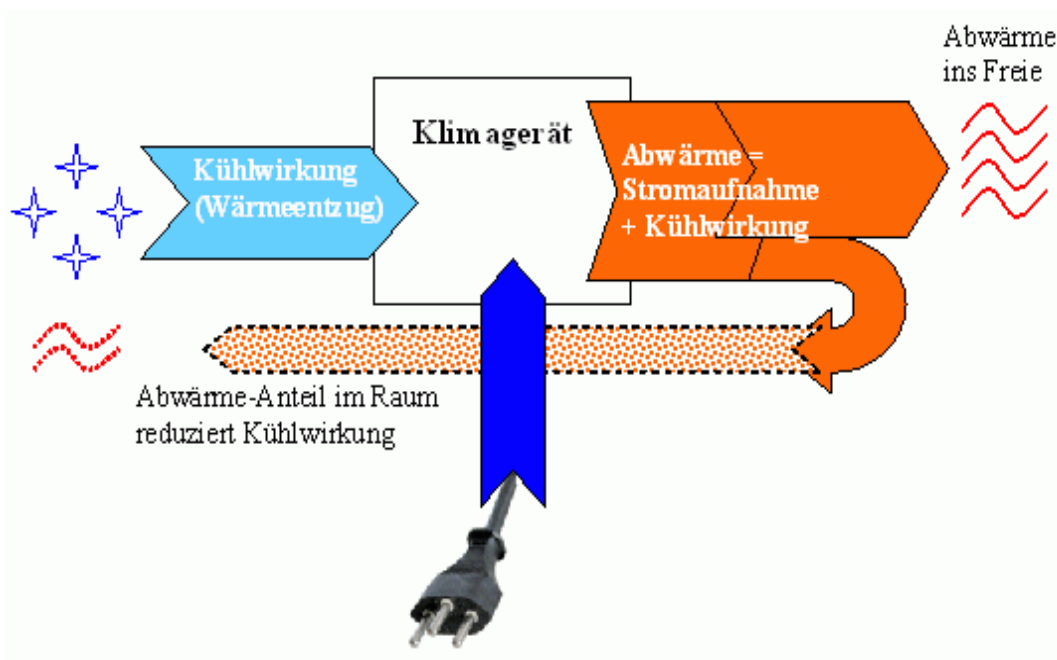 Abwärme
ins Freie
Klimagerät
Kühlwirkung
(Wärmeentzug)
Abwärme =
Stromaufnahme
+ Kühlwirkung
Abwärme-Anteil im Raum
reduziert Kühlwirkung